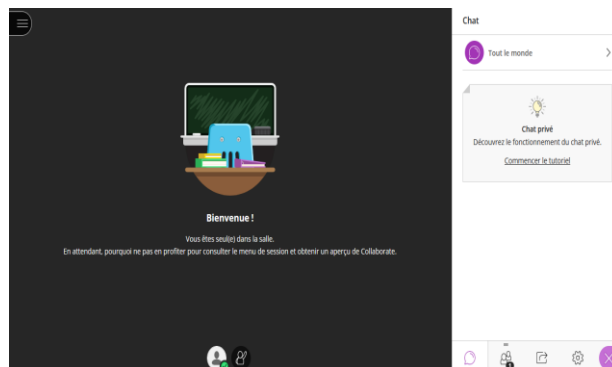 Chat
Tout le monde
Chat privé
Découvrez le fonctionnement du chat privé.
Commencer le tutoriel
Bienvenue !
Vous êtes seul(e) dans la salle.
En attendant, pourquoi ne pas en profiter pour consulter le menu de session et obtenir un aperçu de Collaborate.